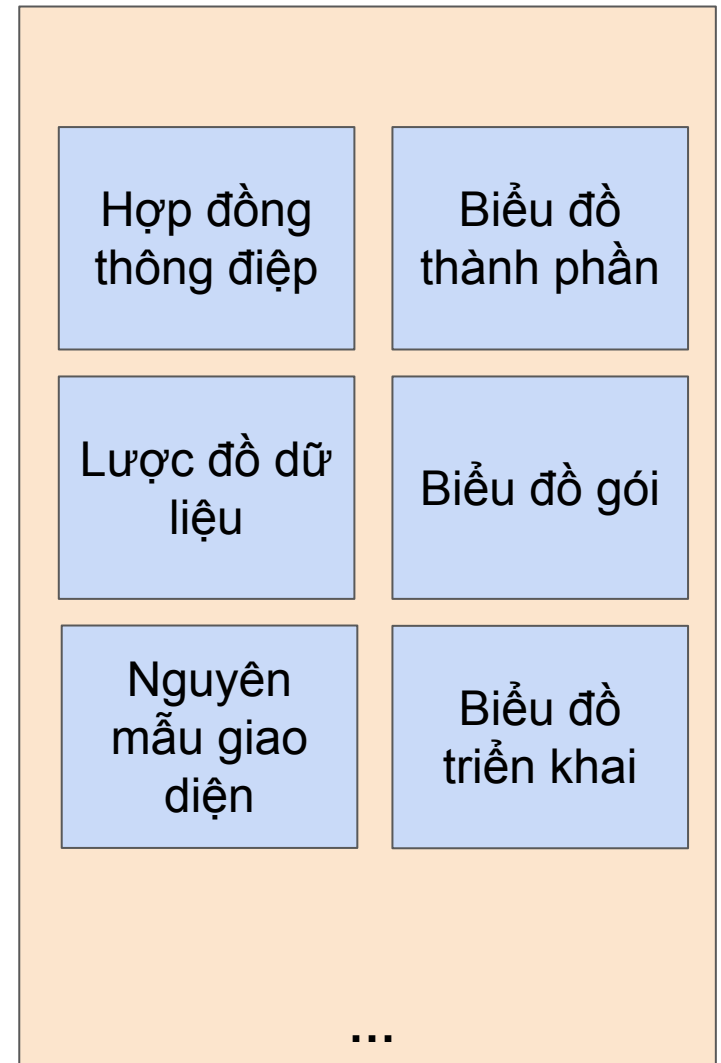 Hợp đồng
thông điệp
Biểu đồ
thành phần
Lược đồ dữ
liệu
Biểu đồ gói
Nguyên
mẫu giao
diện
Biểu đồ
triển khai
...